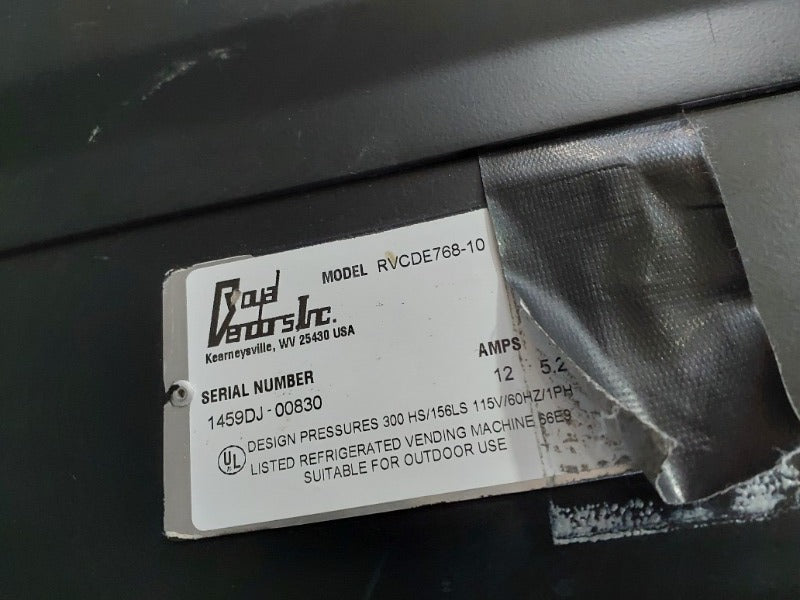 Royal
Vendors, Inc.
Kearneysville, WV 25430 USA
MODEL RVCDE768-10
SERIAL NUMBER
1459DJ-00830
AMPS
12 5.2
UL
DESIGN PRESSURES 300 HS/156LS 115V/60HZ/1PH
LISTED REFRIGERATED VENDING MACHINE 66E9
SUITABLE FOR OUTDOOR USE